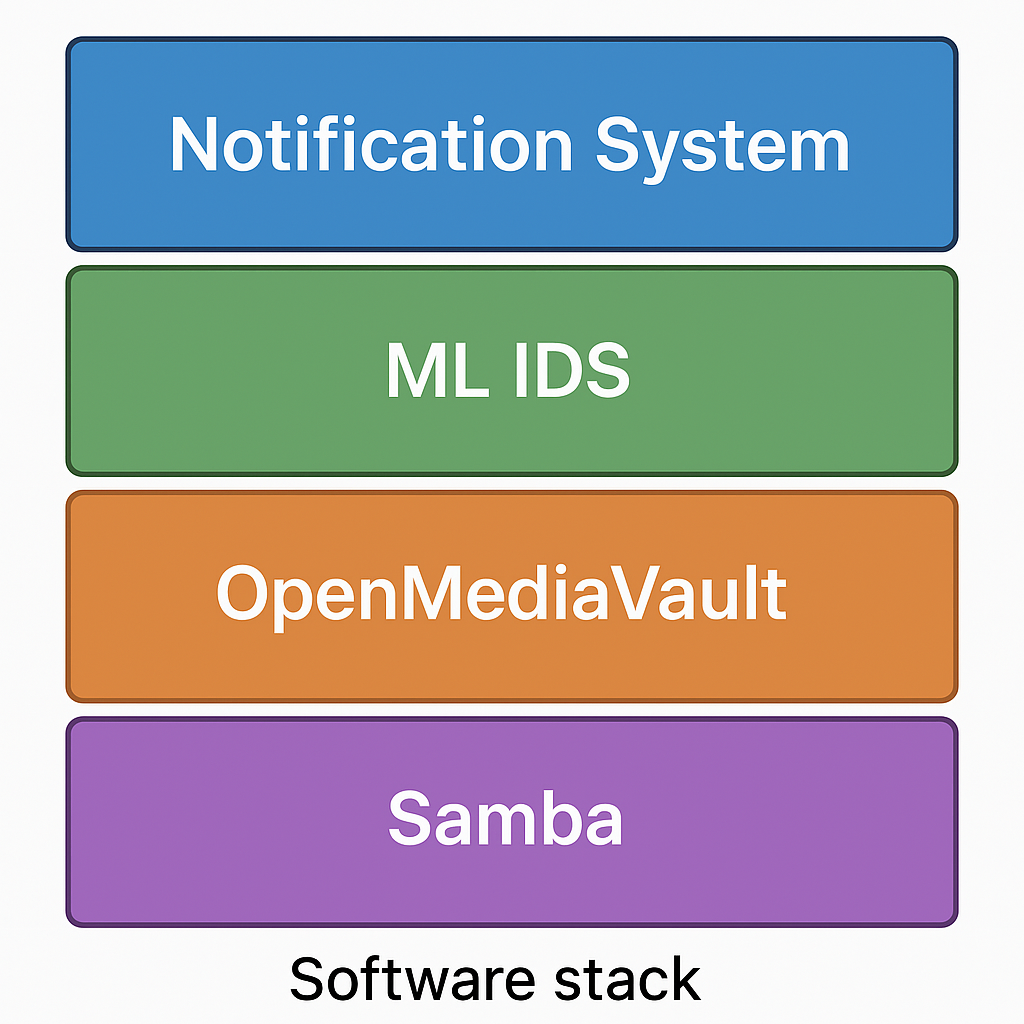 Notification System
ML IDS
OpenMediaVault
Samba
Software stack